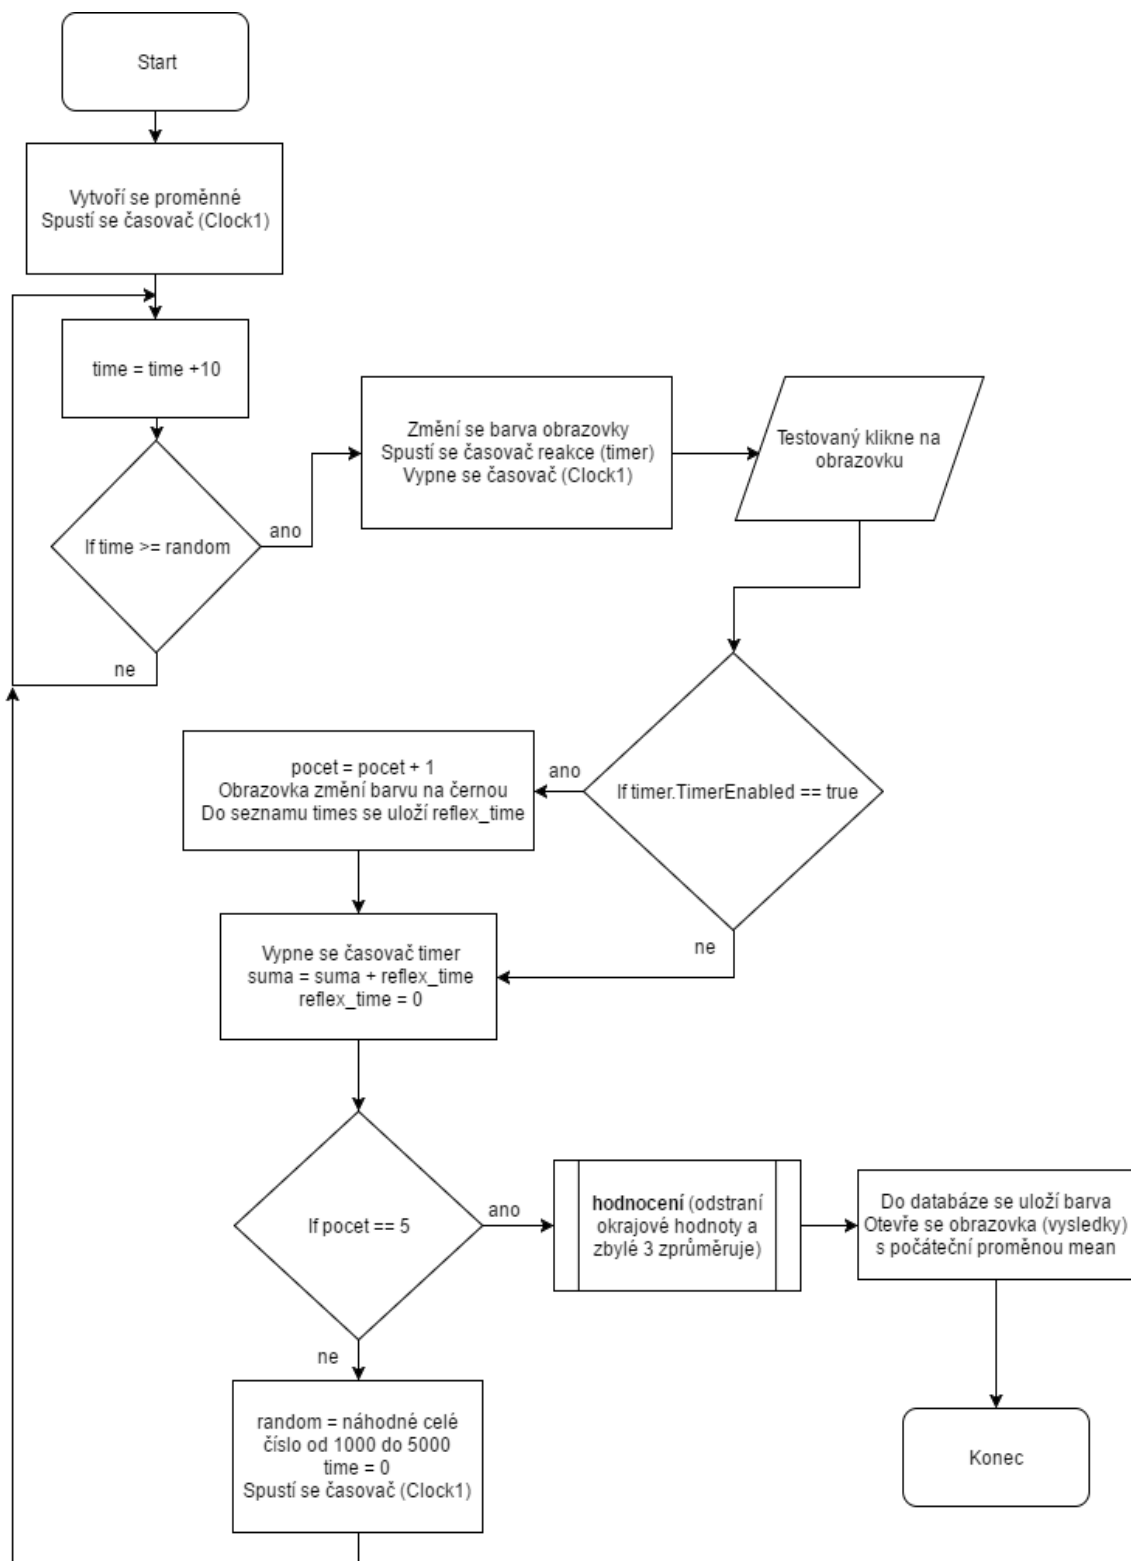 Start
Vytvoří se proměnné
Spustí se časovač (Clock1)
time = time +10
If time >= random
ano
ne
Změní se barva obrazovky
Spustí se časovač reakce (timer)
Vypne se časovač (Clock1)
Testovaný klikne na
obrazovku
If timer.TimerEnabled == true
ano
ne
pocet = pocet + 1
Obrazovka změní barvu na černou
Do seznamu times se uloží reflex_time
Vypne se časovač timer
suma = suma + reflex_time
reflex_time = 0
If pocet == 5
ano
ne
hodnocení (odstraní
okrajové hodnoty a
zbylé 3 zprůměruje)
Do databáze se uloží barva
Otevře se obrazovka (vysledky)
s počáteční proměnou mean
random = náhodné celé
číslo od 1000 do 5000
time = 0
Spustí se časovač (Clock1)
Konec